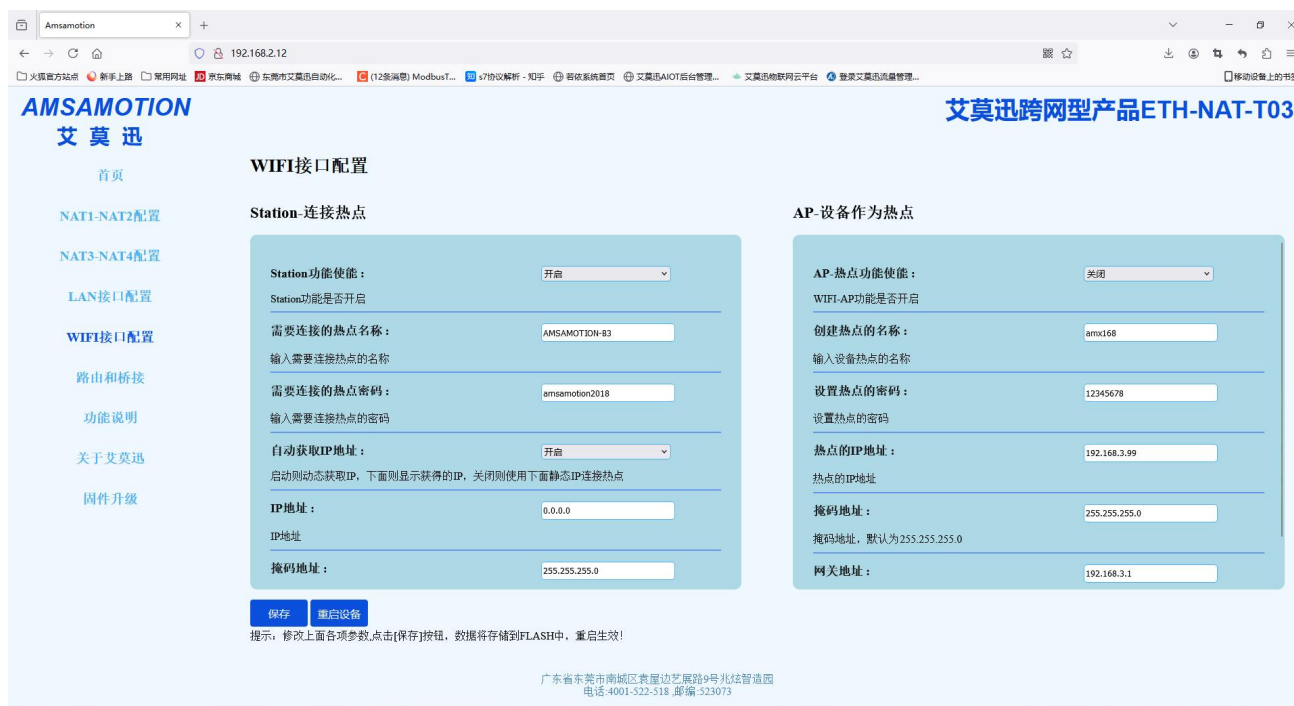 Amsamotion
192.168.2.12
火狐官方站点 新手上路 常用网址 京东商城 东莞市艾莫迅自动化... (12条消息) ModbusT... s7协议解析 - 知乎 若依系统首页 艾莫迅AIOT后台管理... 艾莫迅物联网云平台 登录艾莫迅流量管理... 移动设备上的书签
AMSAMOTION
艾莫迅
艾莫迅跨网型产品ETH-NAT-T03
首页
NAT1-NAT2配置
NAT3-NAT4配置
LAN接口配置
WIFI接口配置
路由和桥接
功能说明
关于艾莫迅
固件升级
WIFI接口配置
Station-连接热点
Station功能使能： 开启
Station功能是否开启
需要连接的热点名称： AMSAMOTION-B3
输入需要连接热点的名称
需要连接的热点密码： amsamotion2018
输入需要连接热点的密码
自动获取IP地址： 开启
启动则动态获取IP，下面则显示获得的IP，关闭则使用下面静态IP连接热点
IP地址： 0.0.0.0
IP地址
掩码地址： 255.255.255.0
AP-设备作为热点
AP-热点功能使能： 关闭
WIFI-AP功能是否开启
创建热点的名称： amx168
输入设备热点的名称
设置热点的密码： 12345678
设置热点的密码
热点的IP地址： 192.168.3.99
热点的IP地址
掩码地址： 255.255.255.0
掩码地址，默认为255.255.255.0
网关地址： 192.168.3.1
保存 重启设备
提示：修改上面各项参数,点击[保存]按钮，数据将存储到FLASH中，重启生效!
广东省东莞市南城区袁屋边艺展路9号兆炫智造园
电话:4001-522-518 ,邮编:523073